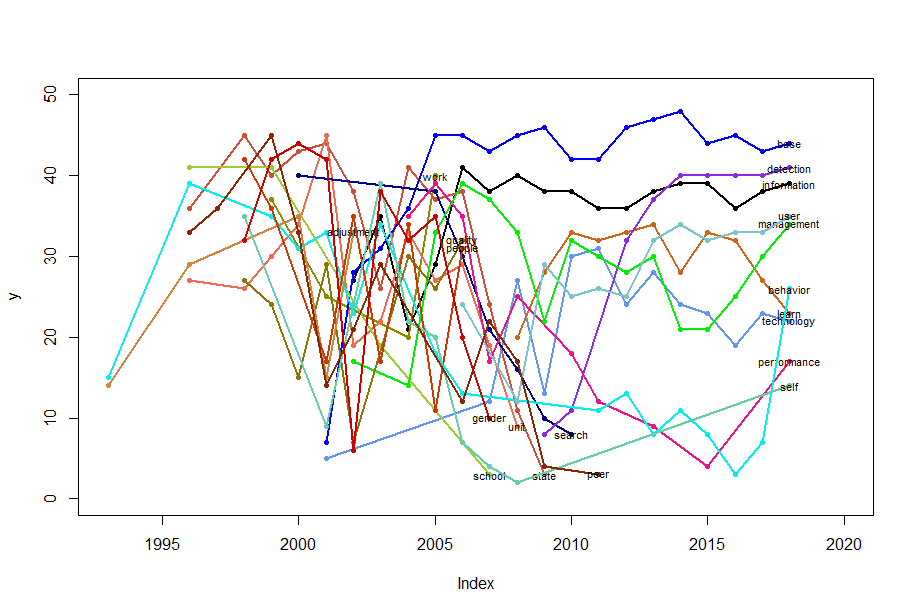 50
base
detection
40
work
information
user
management
adjustment
quality
people
30
behavior
learn
technology
20
performance
self
10
gender
unit
search
school
state
peer
0
y
1995 2000 2005 2010 2015 2020
Index